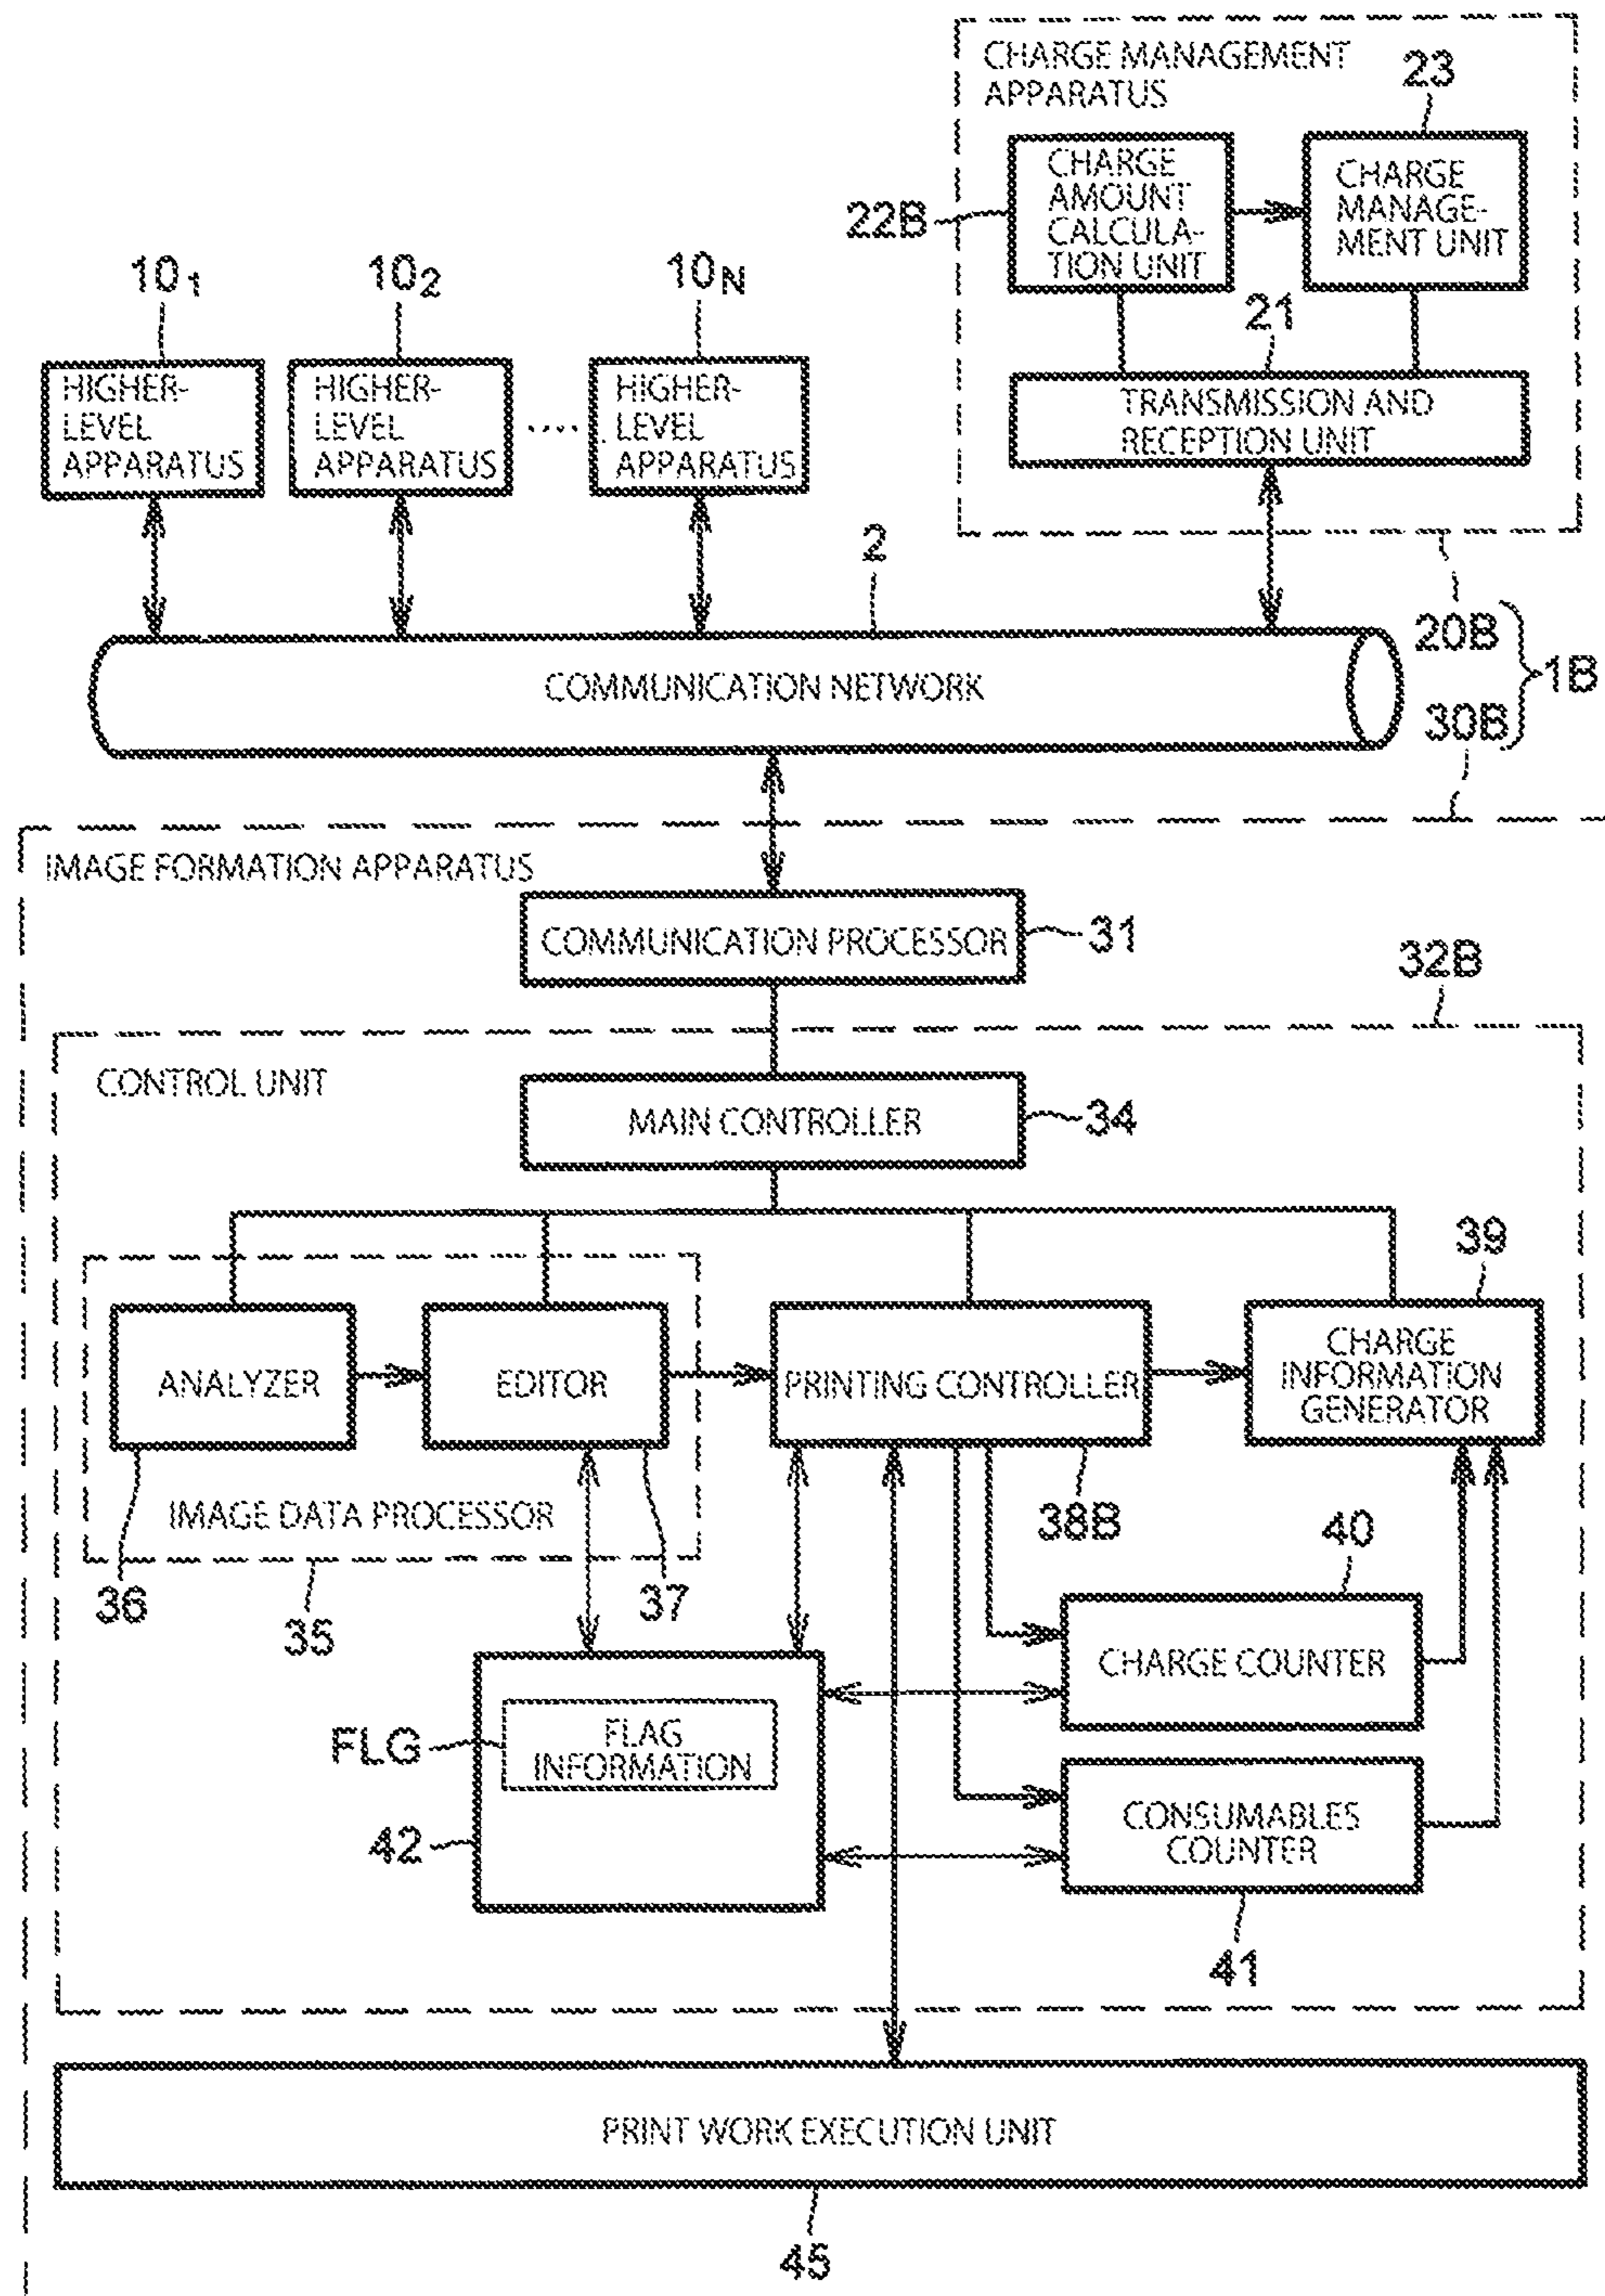 CHARGE MANAGEMENT
APPARATUS
23
CHARGE
AMOUNT
CALCULA-
TION UNIT
22B
CHARGE
MANAGE-
MENT UNIT
21
TRANSMISSION AND
RECEPTION UNIT
10₁
10₂
10N
HIGHER-
LEVEL
APPARATUS
HIGHER-
LEVEL
APPARATUS
.....
HIGHER-
LEVEL
APPARATUS
2
20B
1B
30B
COMMUNICATION NETWORK
IMAGE FORMATION APPARATUS
COMMUNICATION PROCESSOR
31
32B
CONTROL UNIT
MAIN CONTROLLER
34
39
ANALYZER
EDITOR
PRINTING CONTROLLER
CHARGE
INFORMATION
GENERATOR
IMAGE DATA PROCESSOR
38B
40
36
35
37
CHARGE COUNTER
FLG
FLAG
INFORMATION
42
CONSUMABLES
COUNTER
41
PRINT WORK EXECUTION UNIT
45